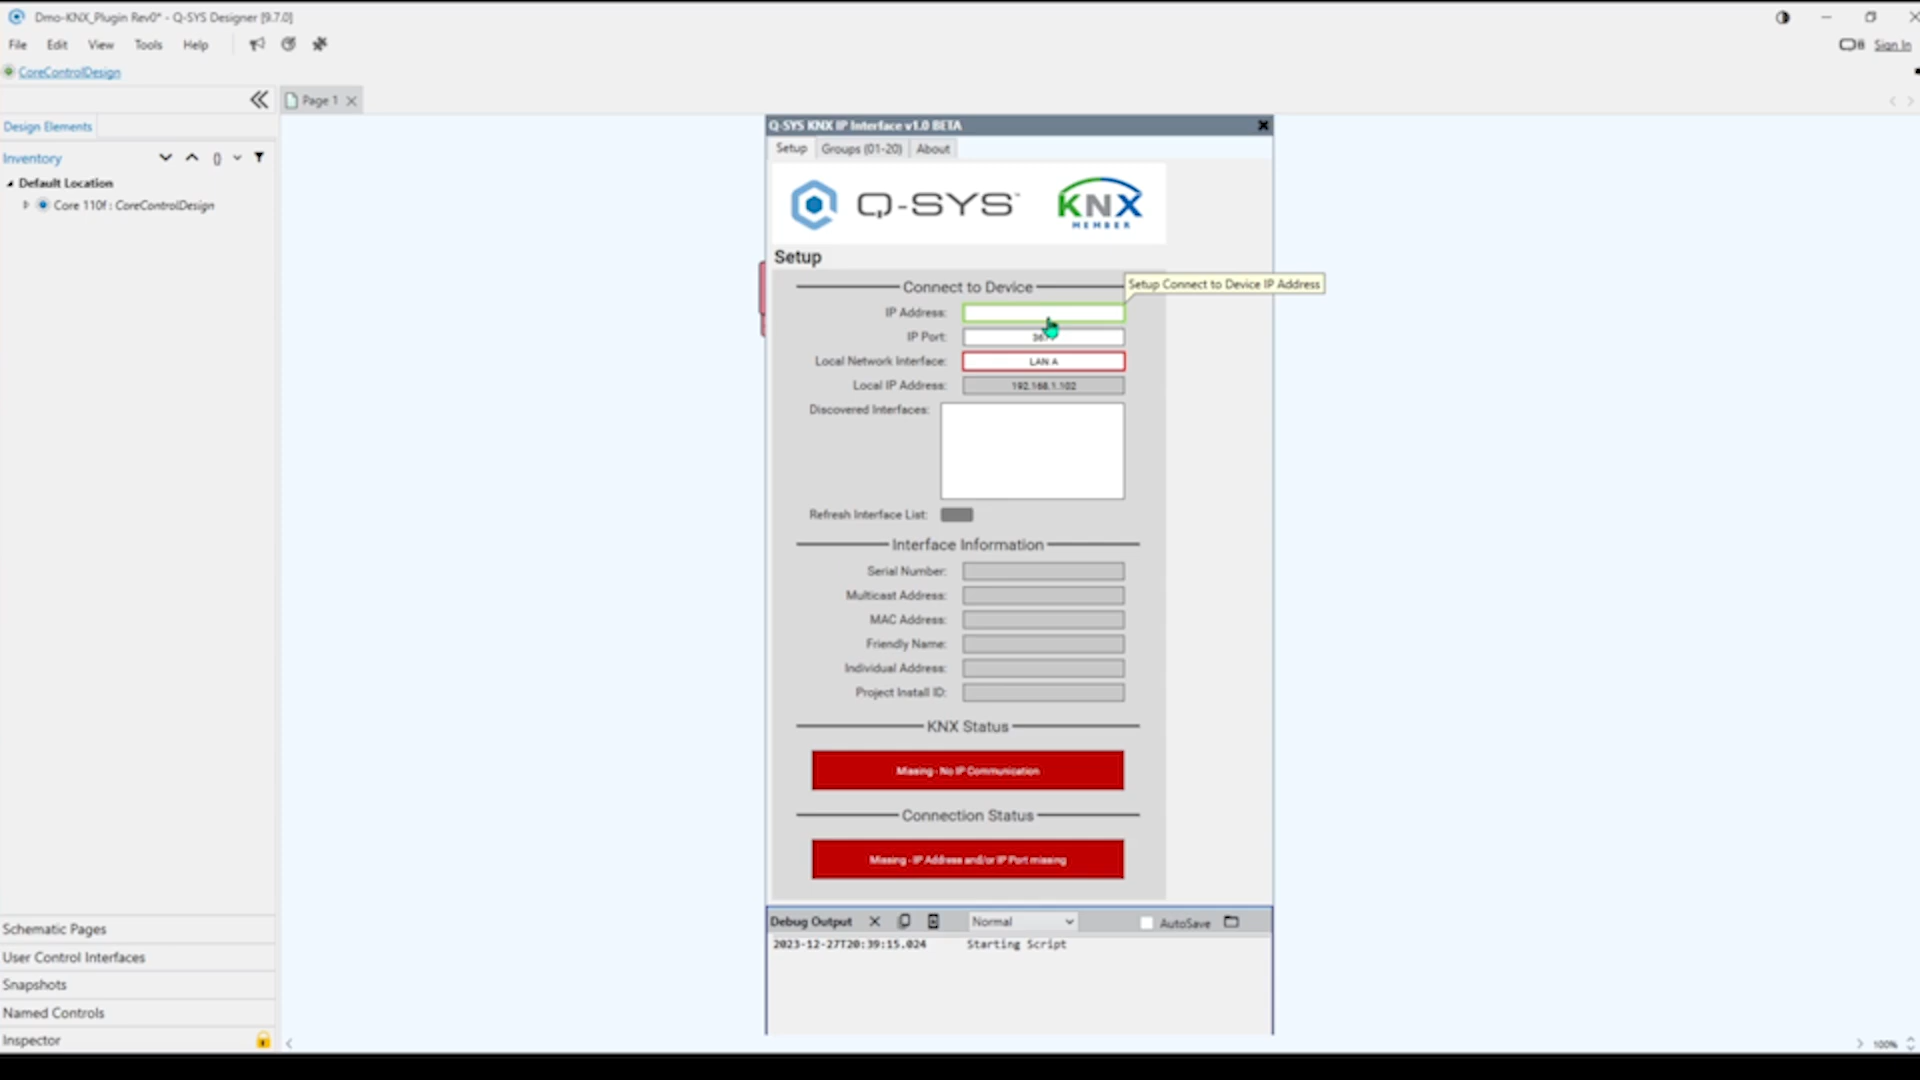 Dmo-KNX_Plugin Rev0* - Q-SYS Designer [9.7.0]
File Edit View Tools Help
Sign In
CoreControlDesign
Page 1
Design Elements
Inventory
Default Location
Core 110f : CoreControlDesign
Schematic Pages
User Control Interfaces
Snapshots
Named Controls
Inspector
Q-SYS KNX IP Interface v1.0 BETA
Setup Groups (01-20) About
Q-SYS™ KNX
MEMBER
Setup
Connect to Device
Setup Connect to Device IP Address
IP Address:
IP Port:
Local Network Interface: LAN A
Local IP Address: 192.168.1.102
Discovered Interfaces:
Refresh Interface List:
Interface Information
Serial Number:
Multicast Address:
MAC Address:
Friendly Name:
Individual Address:
Project Install ID:
KNX Status
Missing - No IP Communication
Connection Status
Missing - IP Address and/or IP Port missing
Debug Output Normal AutoSave
2023-12-27T20:39:15.024 Starting Script
100%